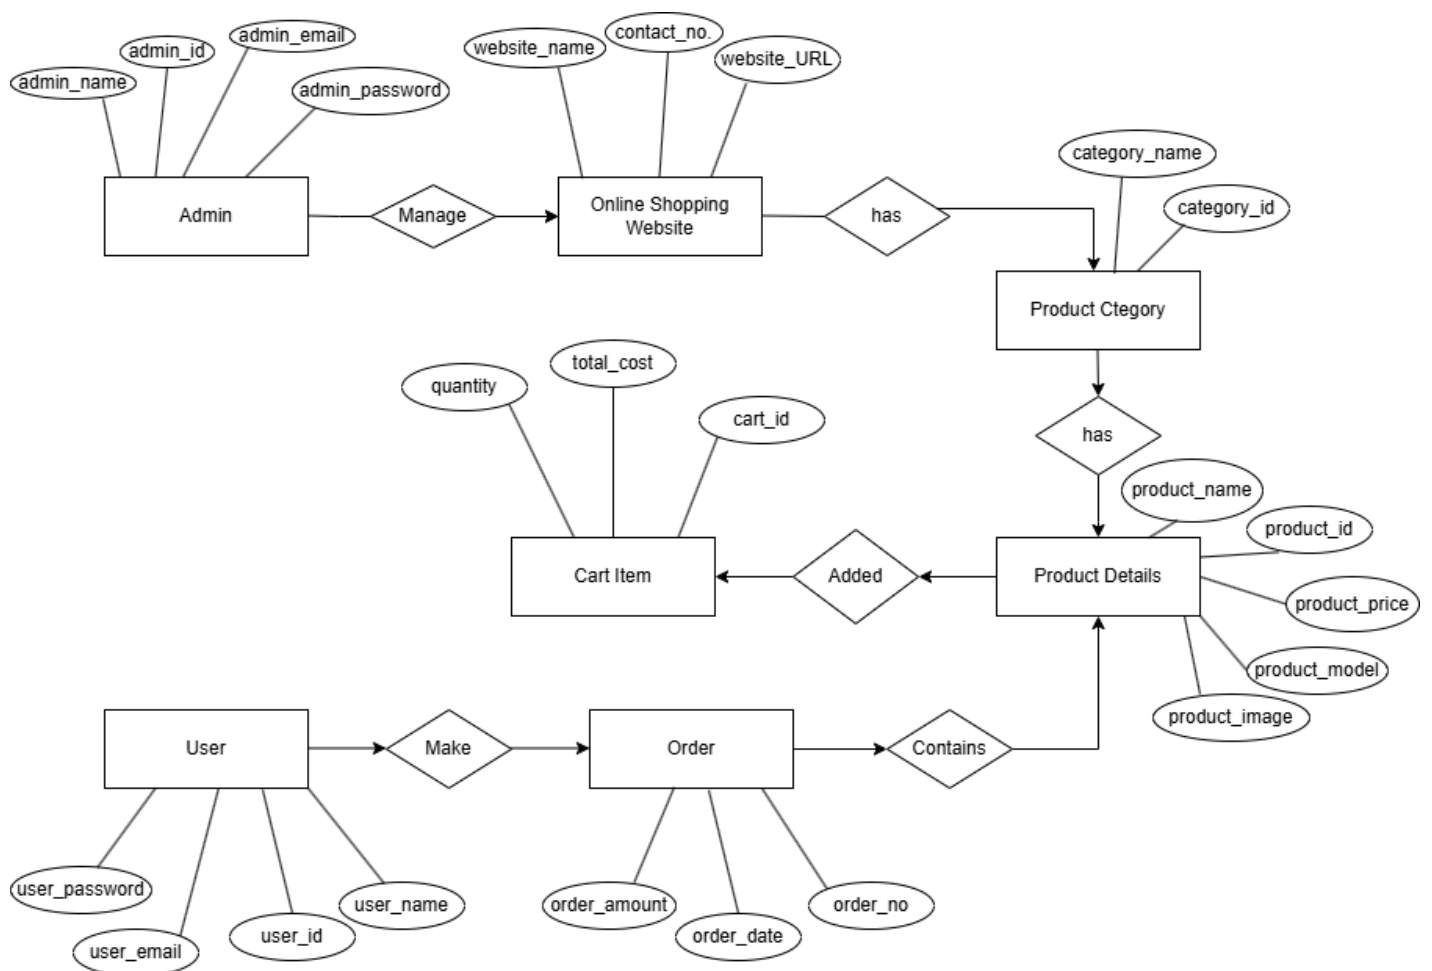 admin_name
admin_id
admin_email
admin_password
website_name
contact_no.
website_URL
Admin
Manage
Online Shopping
Website
has
category_name
category_id
Product Ctegory
has
quantity
total_cost
cart_id
Cart Item
Added
Product Details
product_name
product_id
product_price
product_model
product_image
User
Make
Order
Contains
user_password
user_email
user_id
user_name
order_amount
order_date
order_no